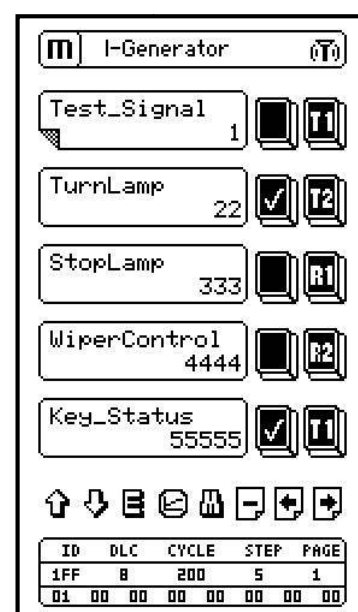 m I-Generator T
Test_Signal
1 T1
TurnLamp
22 T2
StopLamp
333 R1
WiperControl
4444 R2
Key_Status
55555 T1
ID DLC CYCLE STEP PAGE
1FF 8 200 5 1
01 00 00 00 00 00 00 00